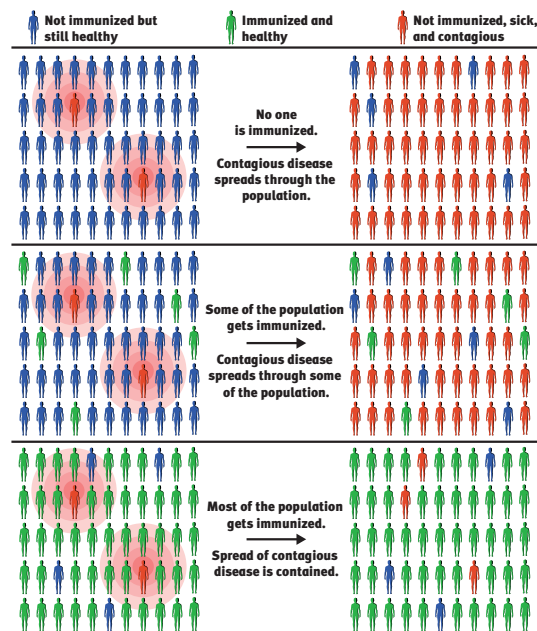 Not immunized but
still healthy
Immunized and
healthy
Not immunized, sick,
and contagious
No one
is immunized.
Contagious disease
spreads through the
population.
Some of the population
gets immunized.
Contagious disease
spreads through some
of the population.
Most of the population
gets immunized.
Spread of contagious
disease is contained.